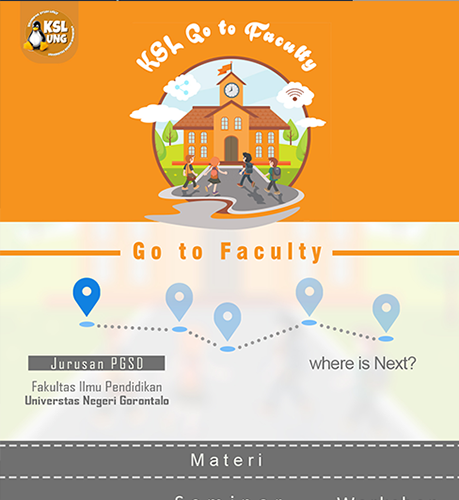 KSL
UNG
KSL Go to Faculty
Go to Faculty
Jurusan PGSD
where is Next?
Fakultas Ilmu Pendidikan
Universtas Negeri Gorontalo
Materi